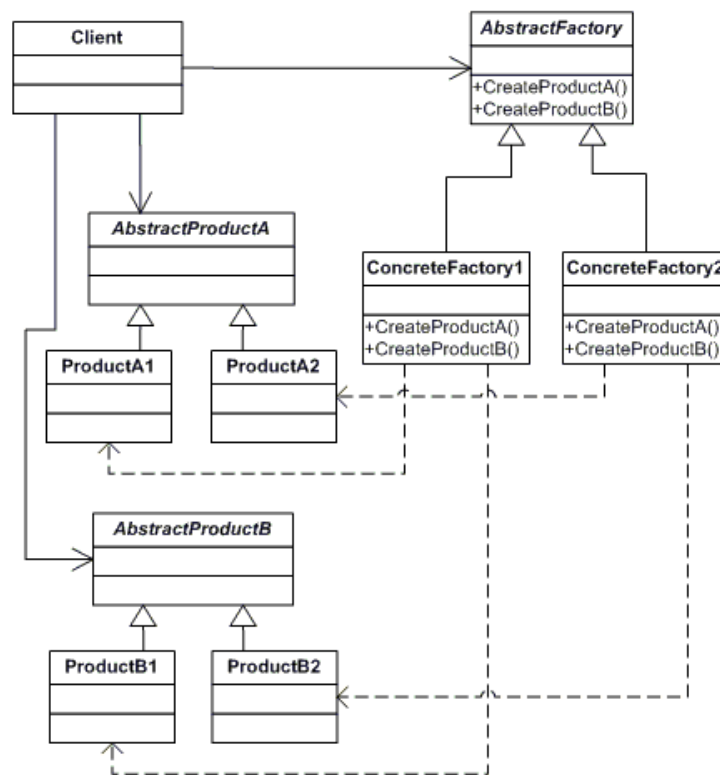 Client
AbstractFactory
+CreateProductA()
+CreateProductB()
AbstractProductA
ConcreteFactory1
+CreateProductA()
+CreateProductB()
ConcreteFactory2
+CreateProductA()
+CreateProductB()
ProductA1
ProductA2
AbstractProductB
ProductB1
ProductB2